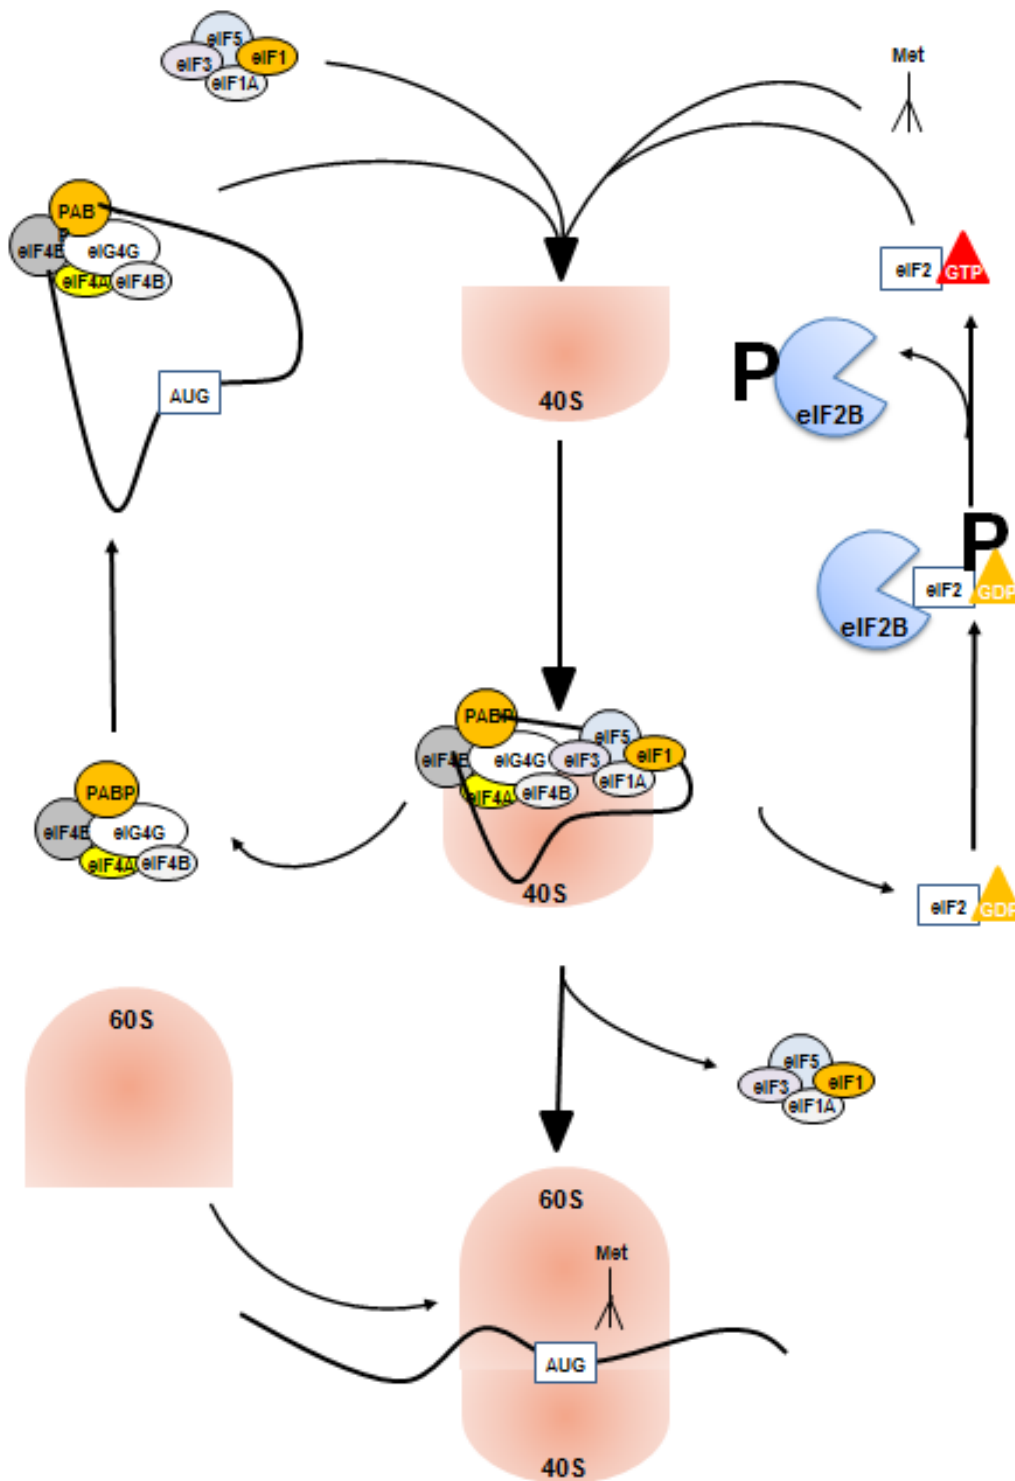 eIF5
eIF3
eIF1
eIF1A
Met
PAB
P
eIF4E
eIG4G
eIF4A
eIF4B
AUG
eIF2
GTP
40S
P
eIF2B
P
eIF2B
eIF2
GDP
PABP
eIF4E
eIG4G
eIF4A
eIF4B
eIF5
eIF3
eIF1
eIF1A
40S
PABP
eIF4E
eIG4G
eIF4A
eIF4B
eIF2
GDP
60S
eIF5
eIF3
eIF1
eIF1A
60S
Met
AUG
40S